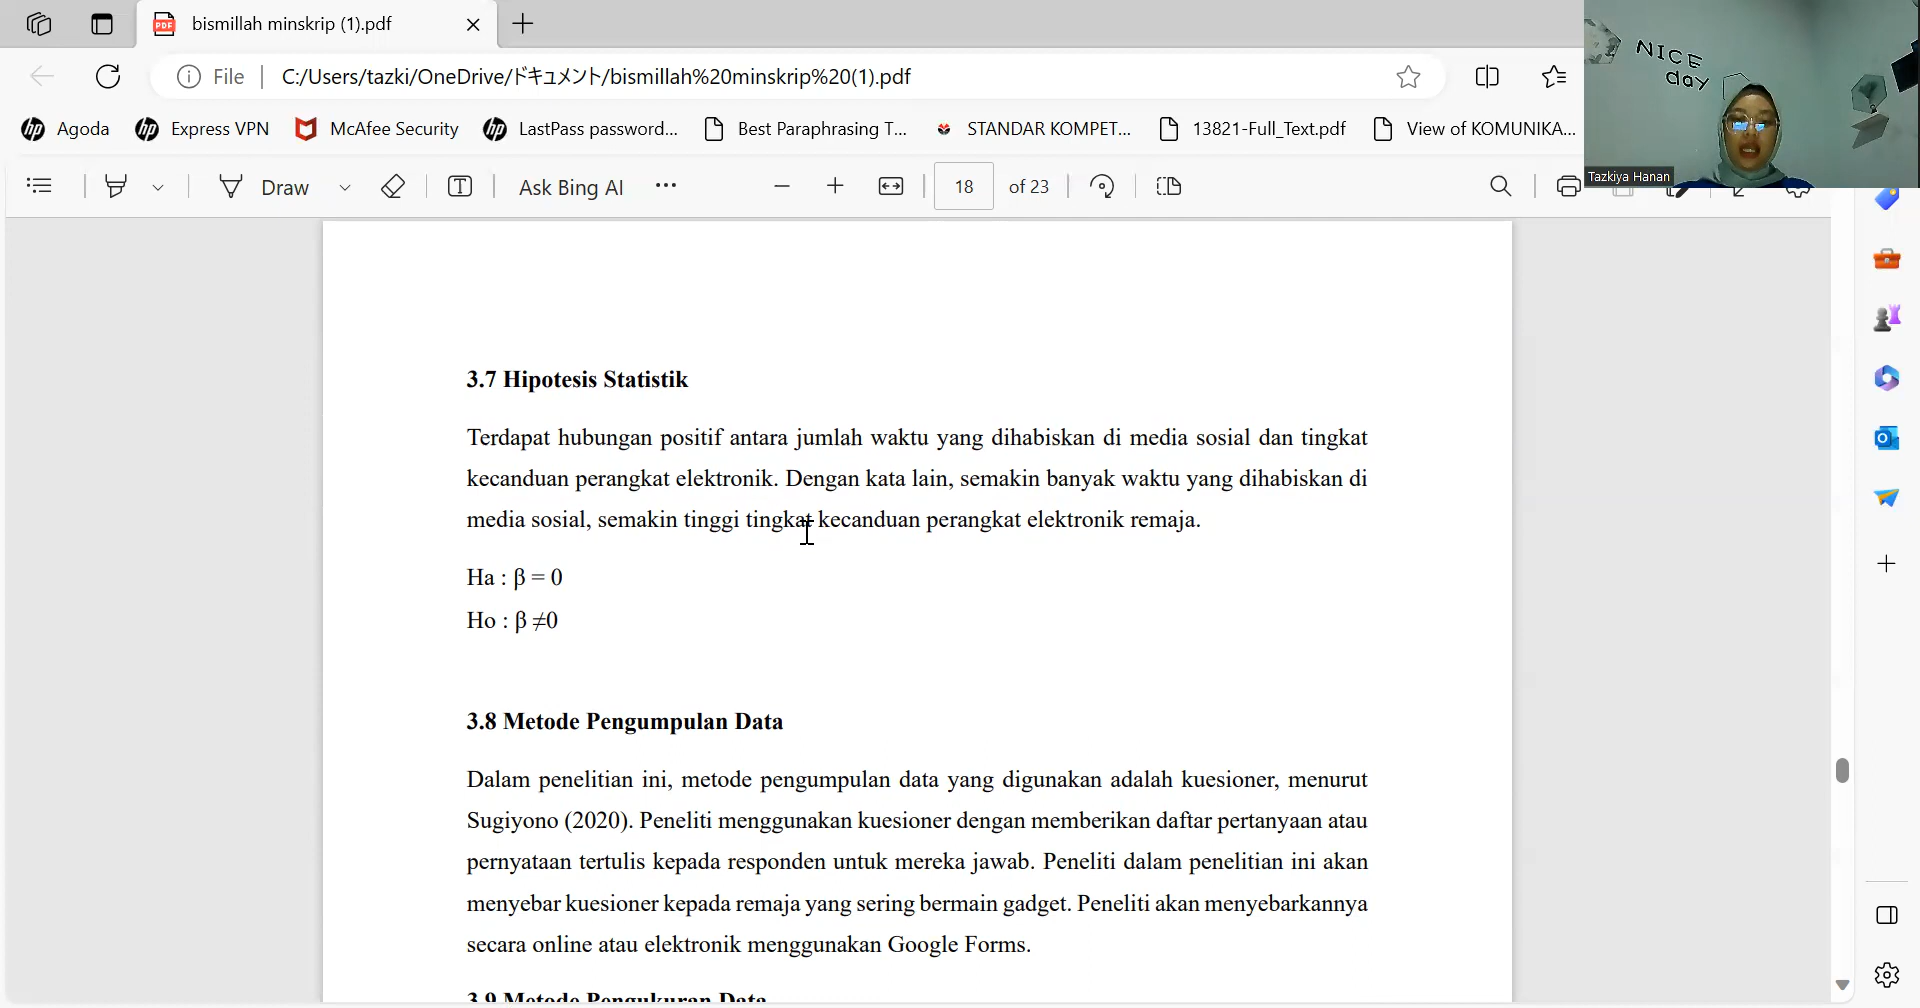 bismillah minskrip (1).pdf
File
C:/Users/tazki/OneDrive/ドキュメント/bismillah%20minskrip%20(1).pdf
NICE
day
Agoda
Express VPN
McAfee Security
LastPass password...
Best Paraphrasing T...
STANDAR KOMPET...
13821-Full_Text.pdf
View of KOMUNIKA...
Tazkiya Hanan
Draw
Ask Bing AI
18 of 23
3.7 Hipotesis Statistik
Terdapat hubungan positif antara jumlah waktu yang dihabiskan di media sosial dan tingkat
kecanduan perangkat elektronik. Dengan kata lain, semakin banyak waktu yang dihabiskan di
media sosial, semakin tinggi tingkat kecanduan perangkat elektronik remaja.
Ha : β = 0
Ho : β ≠0
3.8 Metode Pengumpulan Data
Dalam penelitian ini, metode pengumpulan data yang digunakan adalah kuesioner, menurut
Sugiyono (2020). Peneliti menggunakan kuesioner dengan memberikan daftar pertanyaan atau
pernyataan tertulis kepada responden untuk mereka jawab. Peneliti dalam penelitian ini akan
menyebar kuesioner kepada remaja yang sering bermain gadget. Peneliti akan menyebarkannya
secara online atau elektronik menggunakan Google Forms.
3.9 Metode Pengukuran Data